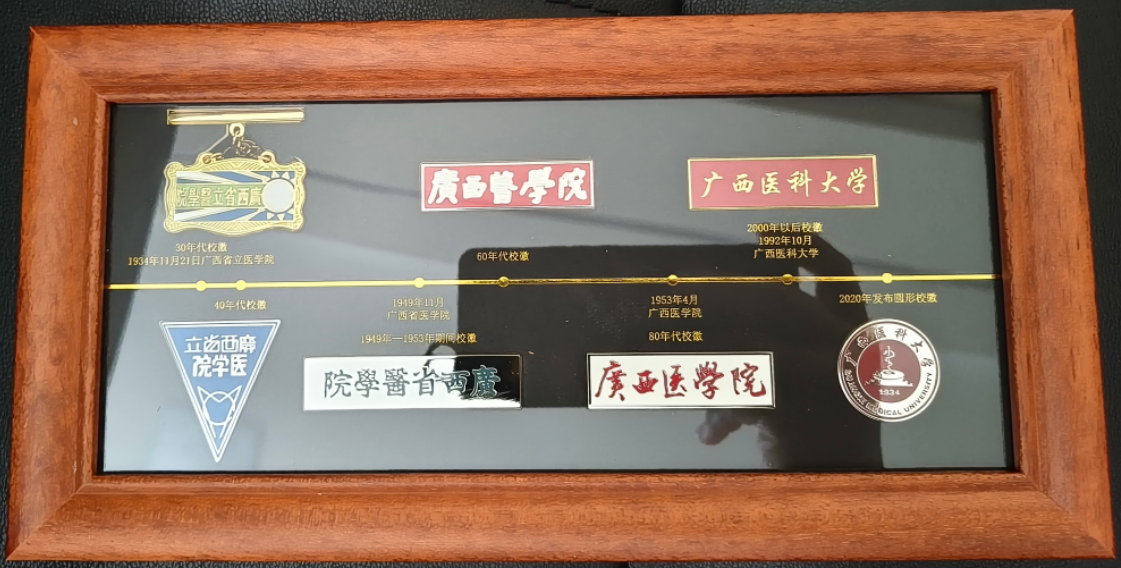 院學醫立省西廣
廣西醫學院
广西医科大学
30年代校徽
1934年11月21日广西省立医学院
60年代校徽
2000年以后校徽
1992年10月
广西医科大学
40年代校徽
1949年11月
广西省医学院
1949年—1953年期间校徽
1953年4月
广西医学院
80年代校徽
2020年发布圆形校徽
立省西廣
院学医
院學醫省西廣
廣西医學院
广西医科大学
GUANGXI MEDICAL UNIVERSITY
1934